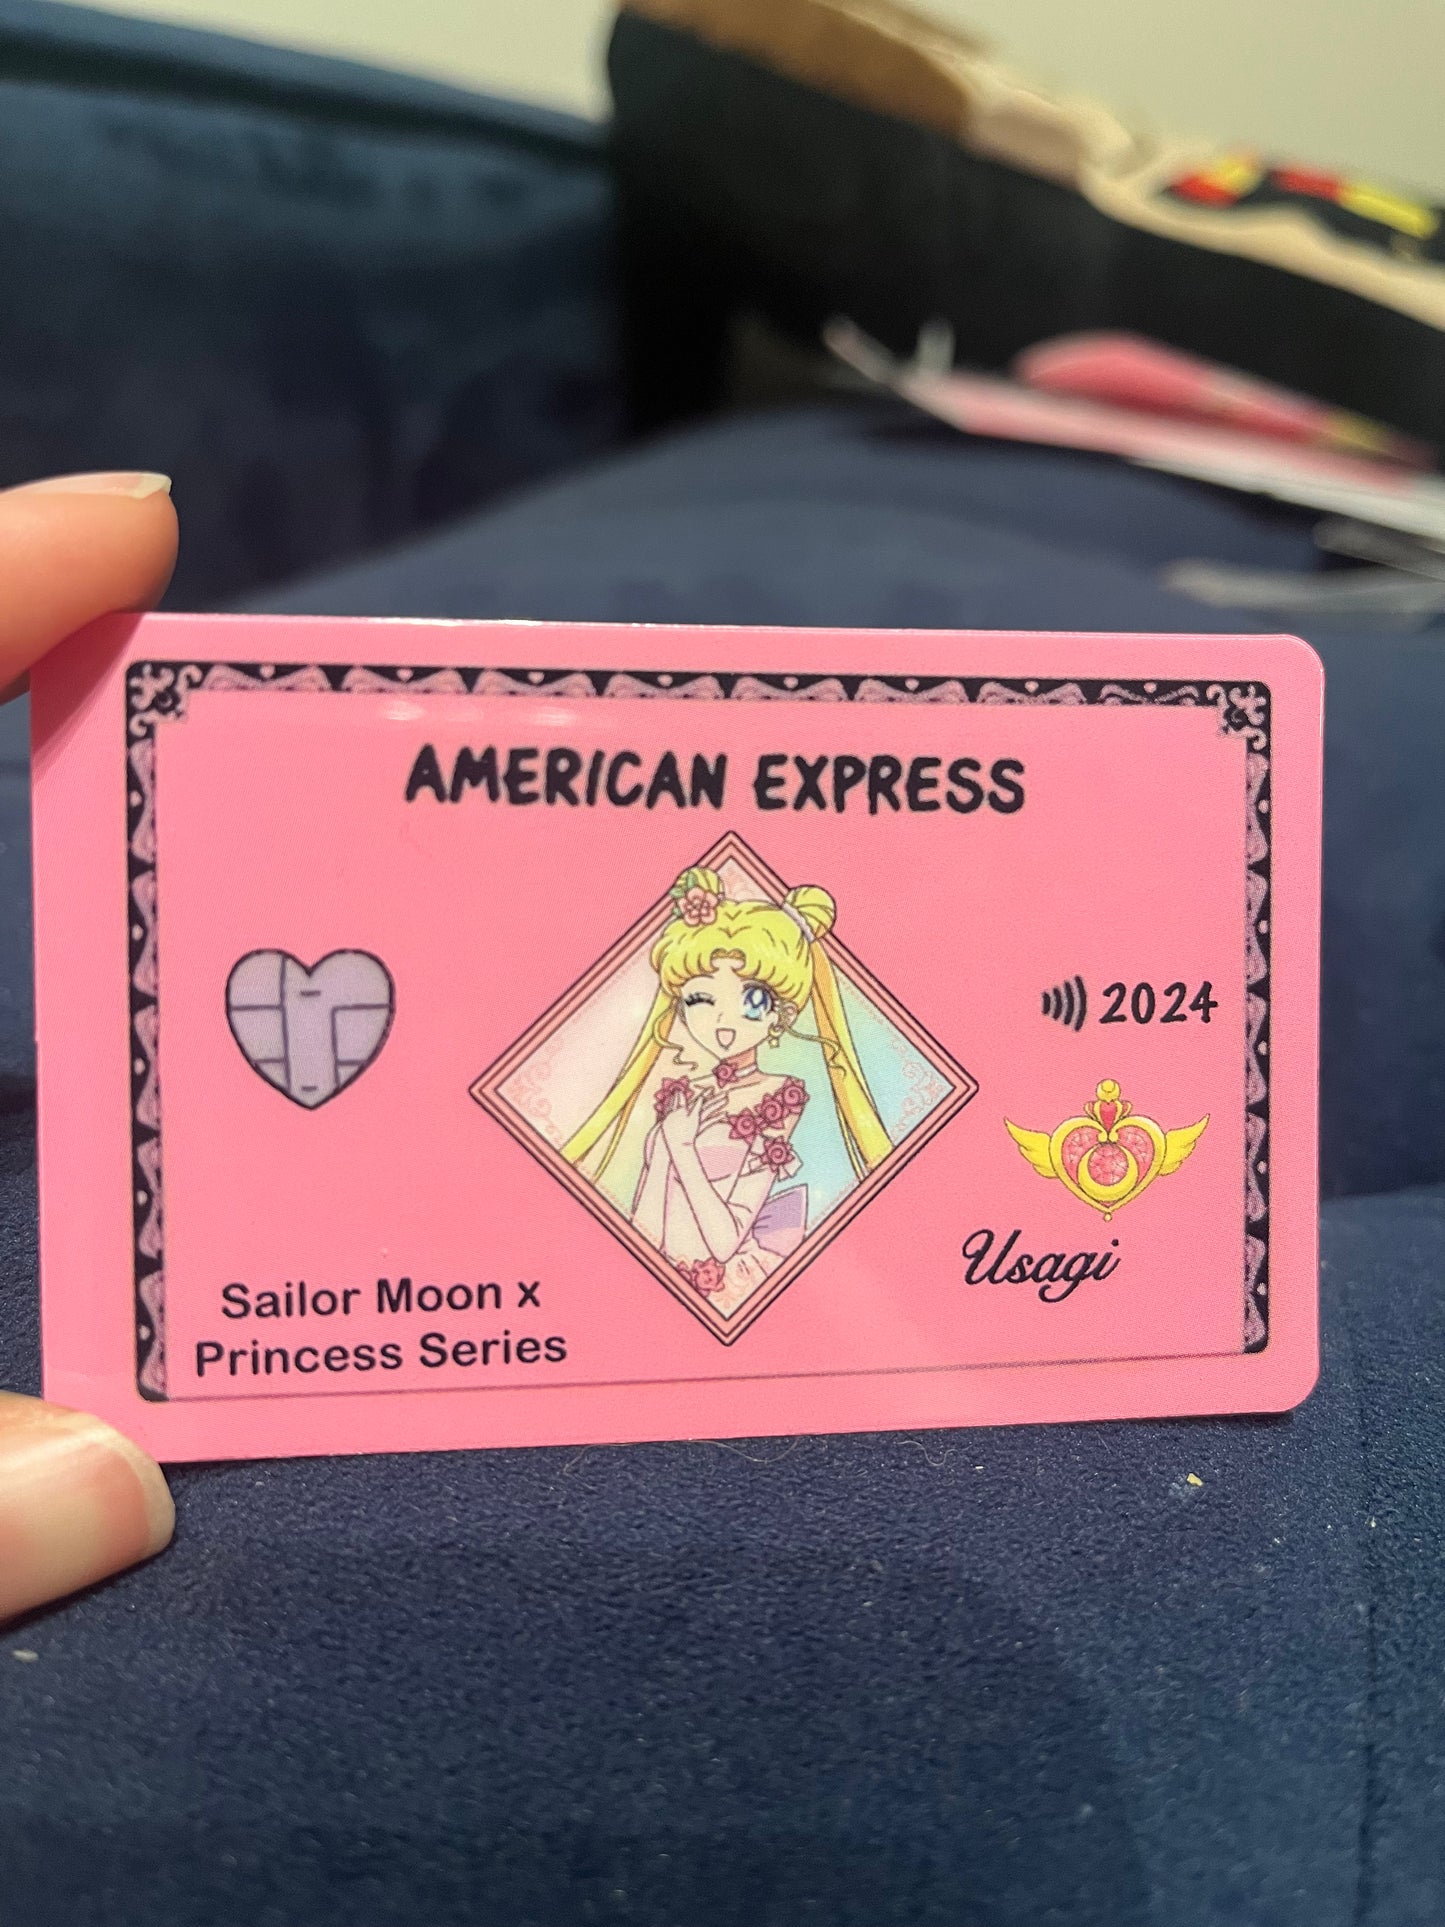 AMERICAN EXPRESS
2024
Usagi
Sailor Moon x
Princess Series